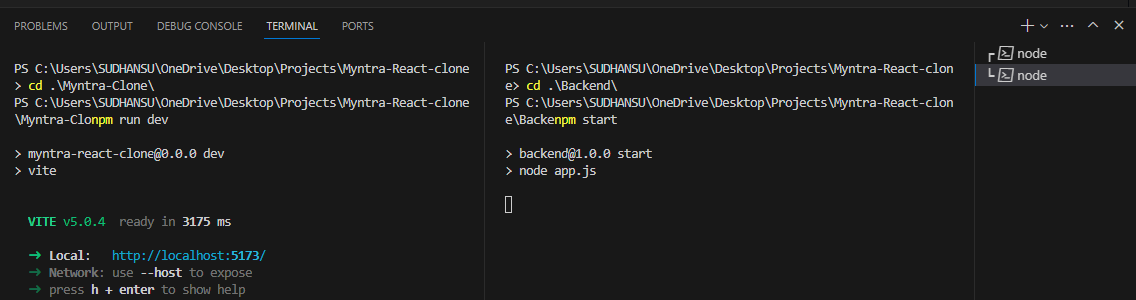 PROBLEMS OUTPUT DEBUG CONSOLE TERMINAL PORTS
PS C:\Users\SUDHANSU\OneDrive\Desktop\Projects\Myntra-React-clone
> cd .\Myntra-Clone\
PS C:\Users\SUDHANSU\OneDrive\Desktop\Projects\Myntra-React-clone
\Myntra-Clonpm run dev
> myntra-react-clone@0.0.0 dev
> vite
VITE v5.0.4 ready in 3175 ms
➜ Local: http://localhost:5173/
➜ Network: use --host to expose
➜ press h + enter to show help
PS C:\Users\SUDHANSU\OneDrive\Desktop\Projects\Myntra-React-clon
e> cd .\Backend\
PS C:\Users\SUDHANSU\OneDrive\Desktop\Projects\Myntra-React-clon
e\Backenpm start
> backend@1.0.0 start
> node app.js
node
node